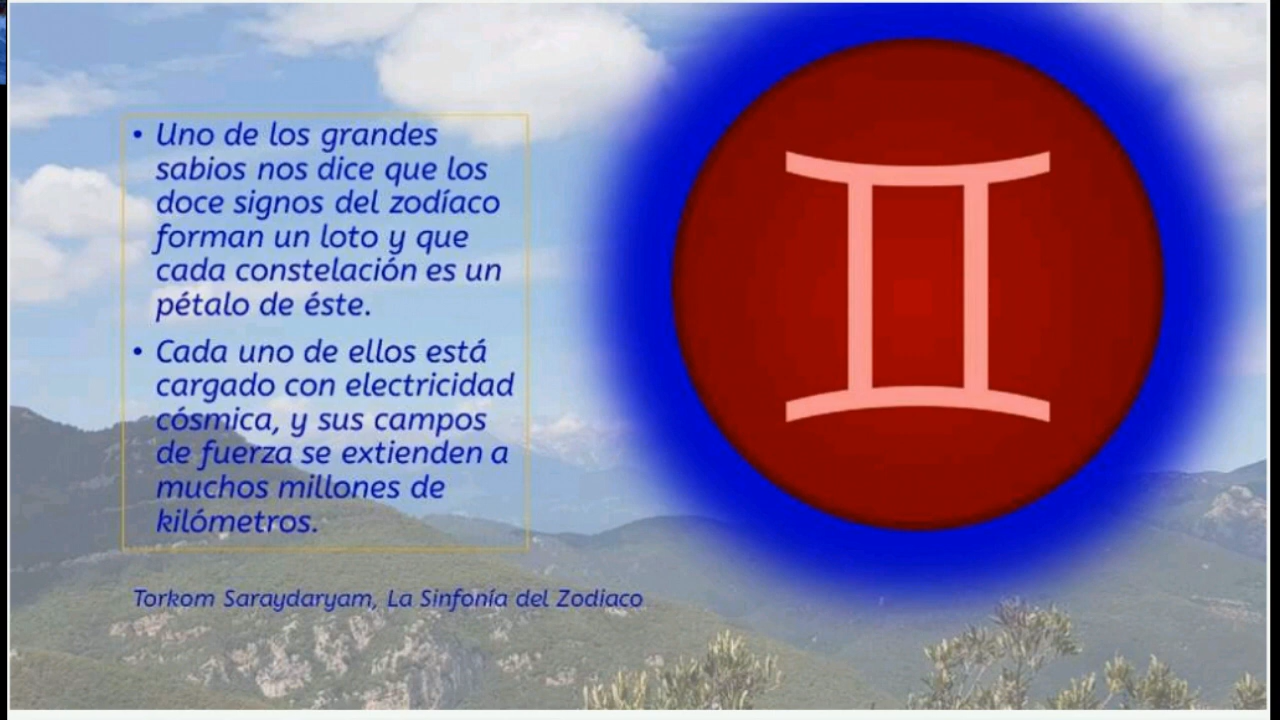 • Uno de los grandes
sabios nos dice que los
doce signos del zodíaco
forman un loto y que
cada constelación es un
pétalo de éste.
• Cada uno de ellos está
cargado con electricidad
cósmica, y sus campos
de fuerza se extienden a
muchos millones de
kilómetros.
Torkom Saraydaryam, La Sinfonía del Zodiaco